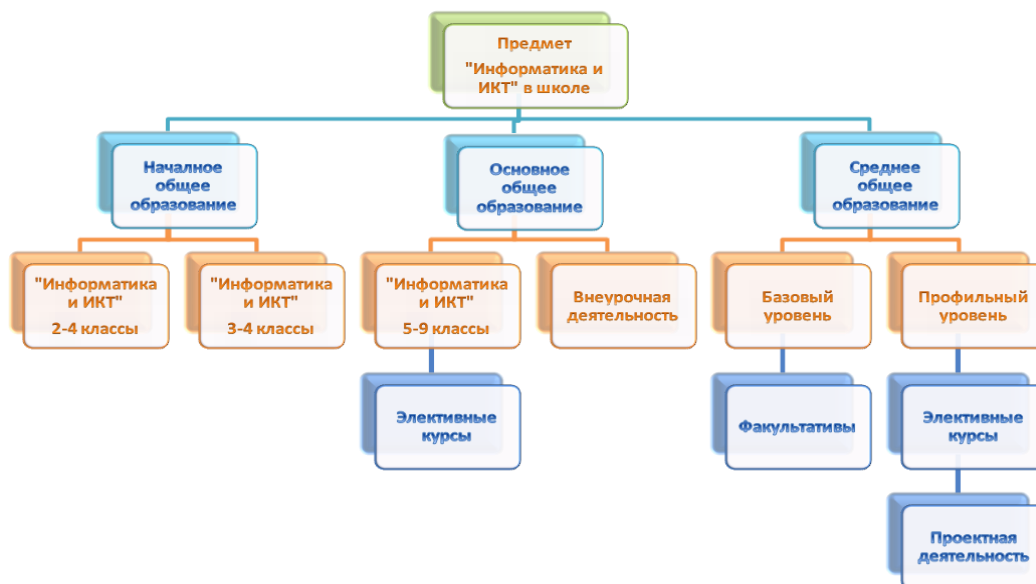 Предмет
"Информатика и
ИКТ" в школе
Началное
общее
образование
Основное
общее
образование
Среднее
общее
образование
"Информатика
и ИКТ"
2-4 классы
"Информатика
и ИКТ"
3-4 классы
"Информатика
и ИКТ"
5-9 классы
Внеурочная
деятельность
Базовый
уровень
Профильный
уровень
Элективные
курсы
Факультативы
Элективные
курсы
Проектная
деятельность